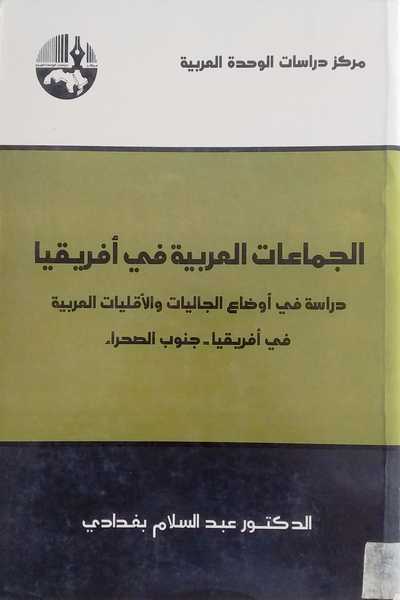 مركز دراسات الوحدة العربية
الجماعات العربية في أفريقيا
دراسة في أوضاع الجاليات والأقليات العربية
في أفريقيا - جنوب الصحراء
الدكتور عبد السلام بغدادي